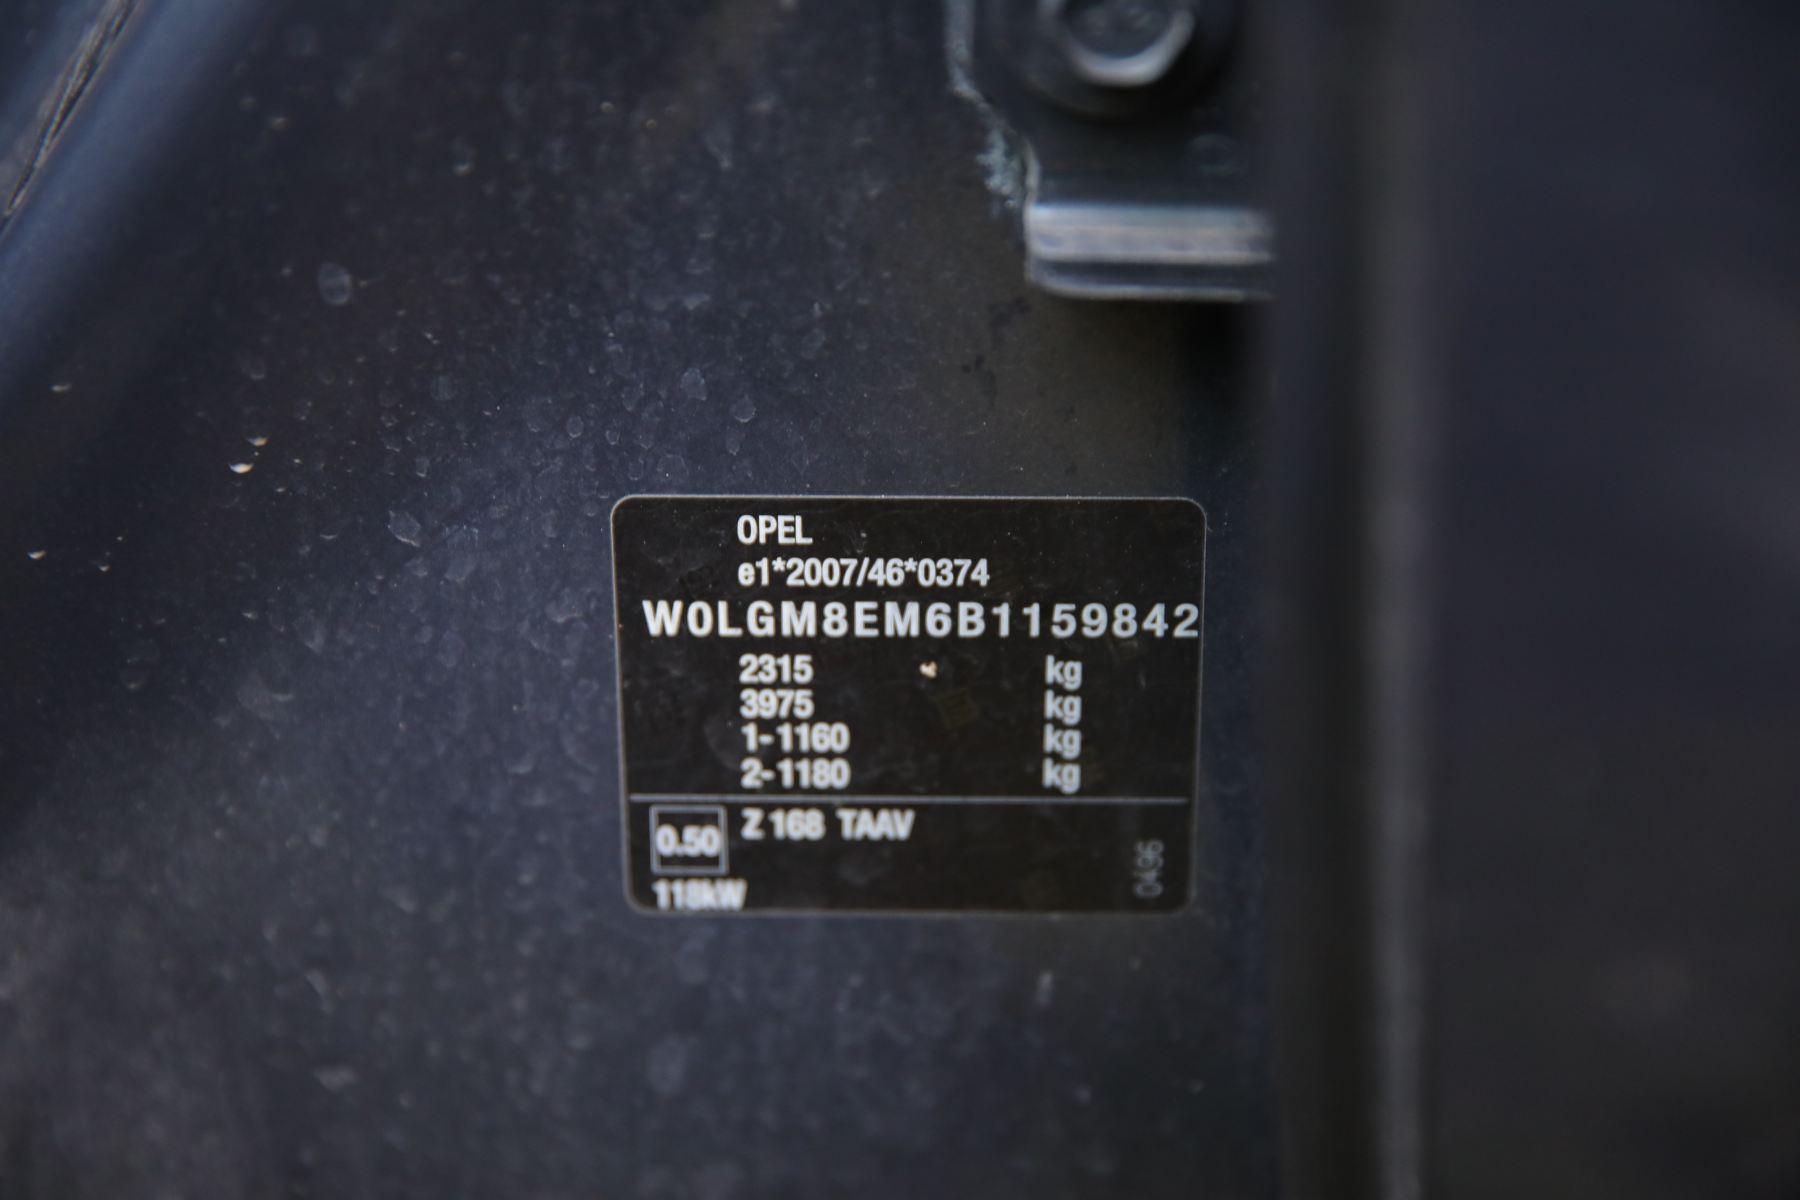 OPEL
e1*2007/46*0374
W0LGM8EM6B1159842
2315 kg
3975 kg
1-1160 kg
2-1180 kg
0.50 Z 168 TAAV
118kW
0496